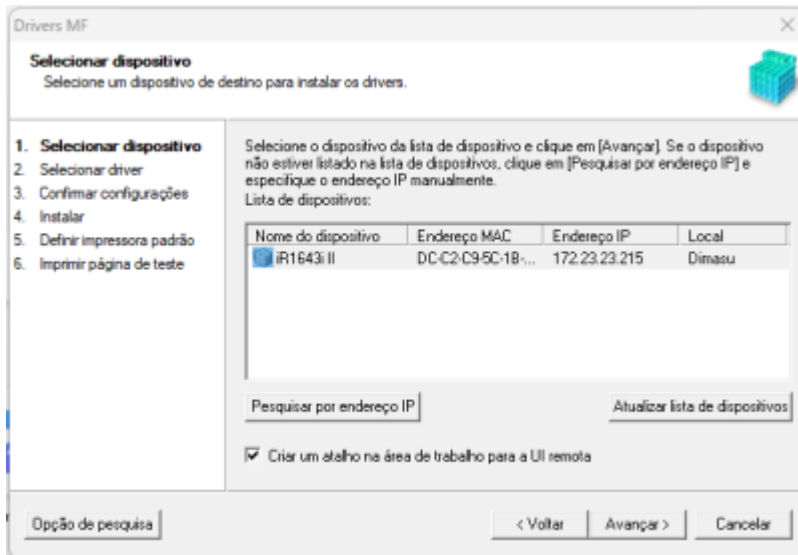 Drivers MF
Selecionar dispositivo
Selecione um dispositivo de destino para instalar os drivers.
1. Selecionar dispositivo
2. Selecionar driver
3. Confirmar configurações
4. Instalar
5. Definir impressora padrão
6. Imprimir página de teste
Selecione o dispositivo da lista de dispositivo e clique em [Avançar]. Se o dispositivo
não estiver listado na lista de dispositivos, clique em [Pesquisar por endereço IP] e
especifique o endereço IP manualmente.
Lista de dispositivos:
Nome do dispositivo Endereço MAC Endereço IP Local
iR1643i II DC-C2-C9-5C-1B-... 172.23.23.215 Dimasu
Pesquisar por endereço IP Atualizar lista de dispositivos
Criar um atalho na área de trabalho para a UI remota
Opção de pesquisa < Voltar Avançar > Cancelar